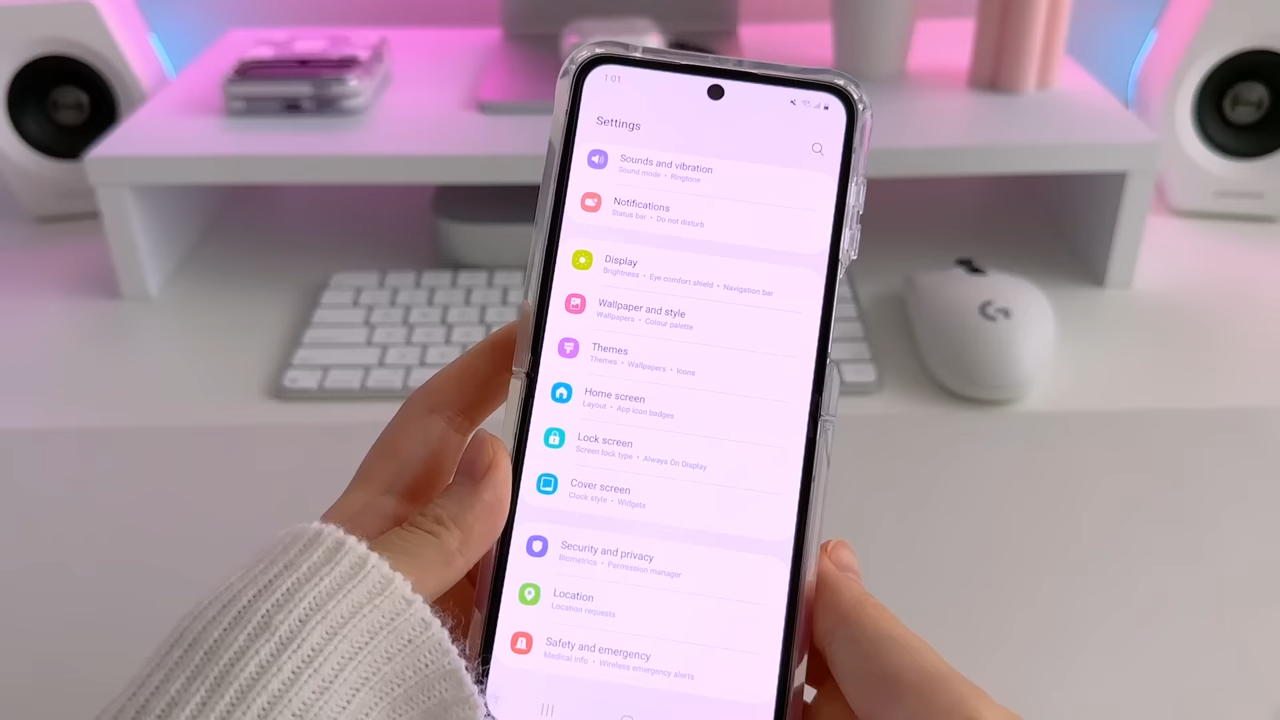 1:01
Settings
Sounds and vibration
Sound mode • Ringtone
Notifications
Status bar • Do not disturb
Display
Brightness • Eye comfort shield • Navigation bar
Wallpaper and style
Wallpapers • Colour palette
Themes
Themes • Wallpapers • Icons
Home screen
Layout • App icon badges
Lock screen
Screen lock type • Always On Display
Cover screen
Clock style • Widgets
Security and privacy
Biometrics • Permission manager
Location
Location requests
Safety and emergency
Medical info • Wireless emergency alerts